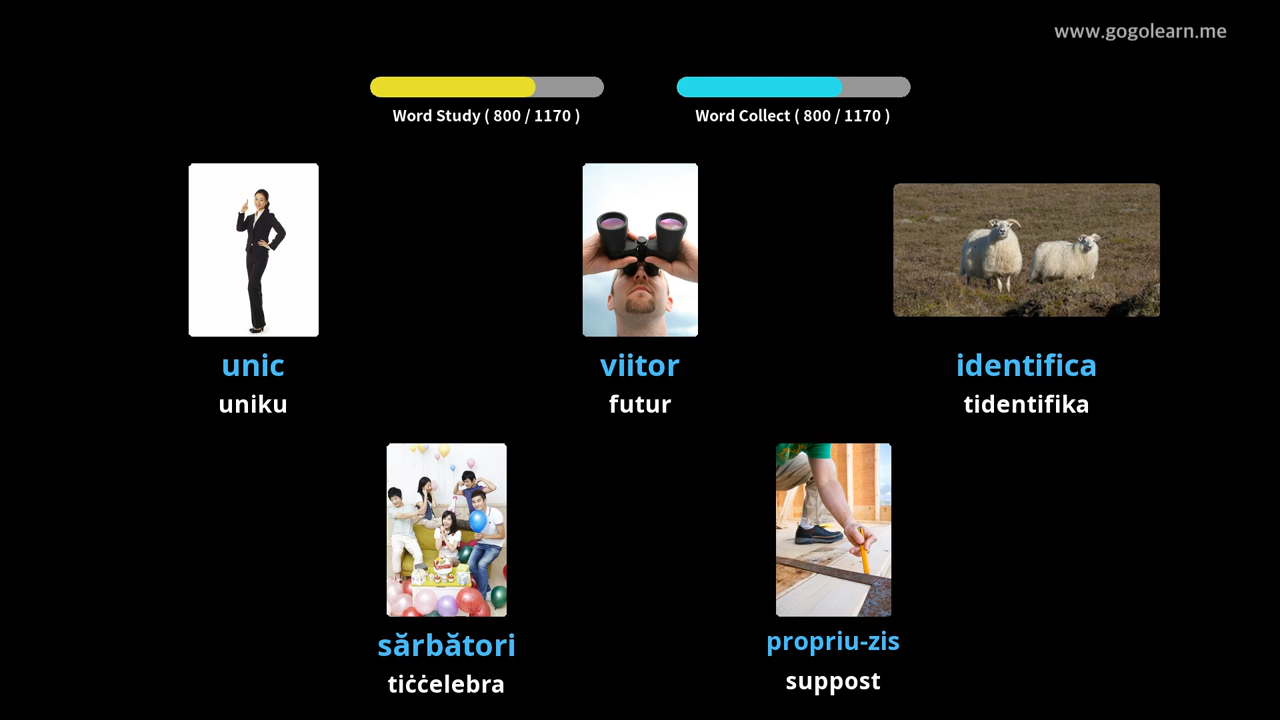 www.gogolearn.me
Word Study ( 800 / 1170 )
Word Collect ( 800 / 1170 )
unic
uniku
viitor
futur
identifica
tidentifika
sărbători
tiċċelebra
propriu-zis
suppost